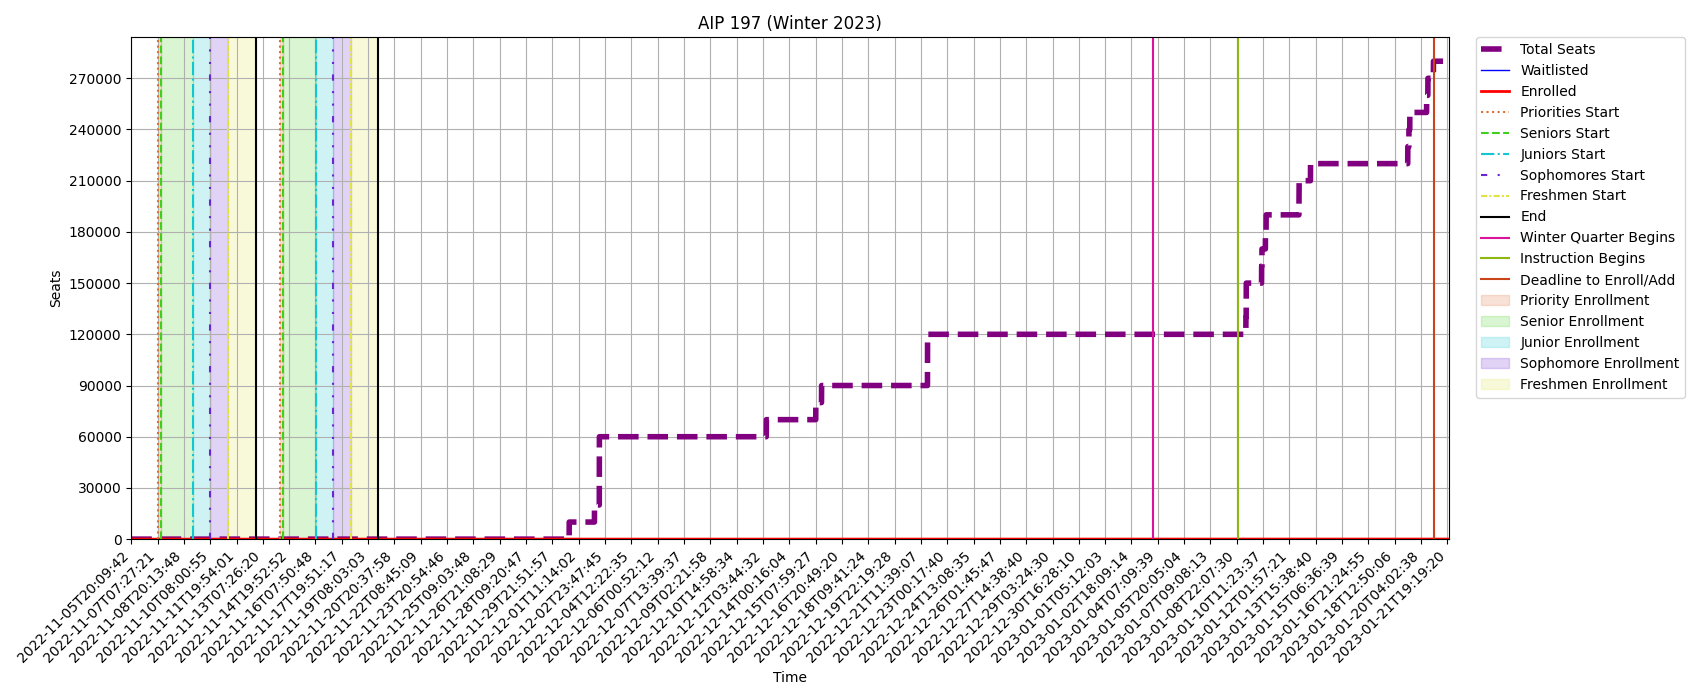 AIP 197 (Winter 2023)
Seats
270000
240000
210000
180000
150000
120000
90000
60000
30000
0
2022-11-05T20:09:42
2022-11-07T07:27:21
2022-11-08T20:13:48
2022-11-10T08:00:55
2022-11-11T19:54:01
2022-11-13T07:26:20
2022-11-14T19:52:52
2022-11-16T07:50:48
2022-11-17T19:51:17
2022-11-19T08:03:03
2022-11-20T20:37:58
2022-11-22T08:45:09
2022-11-23T20:54:46
2022-11-25T09:03:48
2022-11-26T21:08:29
2022-11-28T09:20:47
2022-11-29T21:51:57
2022-12-01T11:14:02
2022-12-02T23:47:45
2022-12-04T12:22:35
2022-12-06T00:52:12
2022-12-07T13:39:37
2022-12-09T02:21:58
2022-12-10T14:58:34
2022-12-12T03:44:32
2022-12-14T00:16:04
2022-12-15T07:59:27
2022-12-16T20:49:20
2022-12-18T09:41:24
2022-12-19T22:19:28
2022-12-21T11:39:07
2022-12-23T00:17:40
2022-12-24T13:08:35
2022-12-26T01:45:47
2022-12-27T14:38:40
2022-12-29T03:24:30
2022-12-30T16:28:10
2023-01-01T05:12:03
2023-01-02T18:09:14
2023-01-04T07:09:39
2023-01-05T20:05:04
2023-01-07T09:08:13
2023-01-08T22:07:30
2023-01-10T11:23:37
2023-01-12T01:57:21
2023-01-13T15:38:40
2023-01-15T06:36:39
2023-01-16T21:24:55
2023-01-18T12:50:06
2023-01-20T04:02:38
2023-01-21T19:19:20
Time
Total Seats
Waitlisted
Enrolled
Priorities Start
Seniors Start
Juniors Start
Sophomores Start
Freshmen Start
End
Winter Quarter Begins
Instruction Begins
Deadline to Enroll/Add
Priority Enrollment
Senior Enrollment
Junior Enrollment
Sophomore Enrollment
Freshmen Enrollment